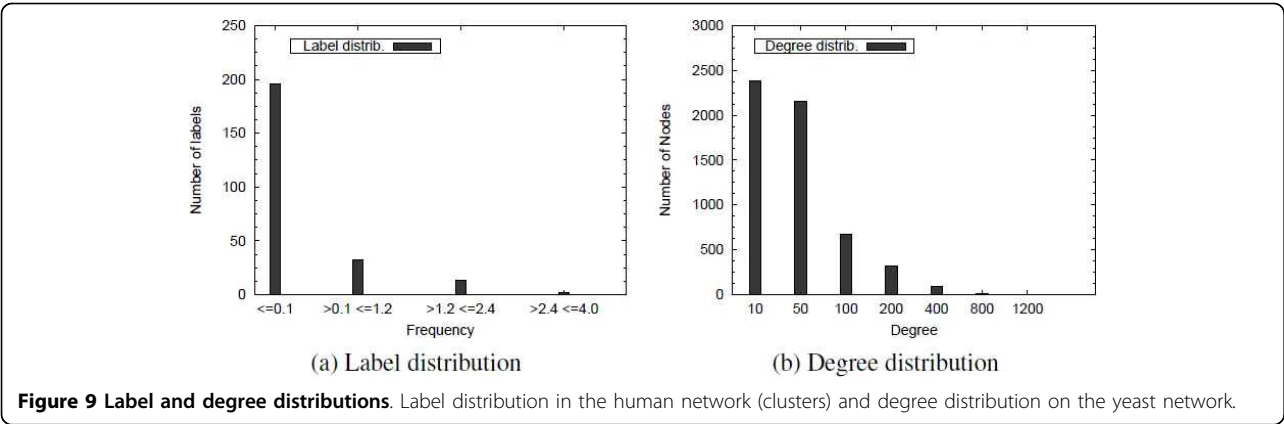 250
200
150
100
50
0
Number of labels
Label distrib.
<=0.1 >0.1 <=1.2 >1.2 <=2.4 >2.4 <=4.0
Frequency
(a) Label distribution
3000
2500
2000
1500
1000
500
0
Number of Nodes
Degree distrib.
10 50 100 200 400 800 1200
Degree
(b) Degree distribution
Figure 9 Label and degree distributions. Label distribution in the human network (clusters) and degree distribution on the yeast network.